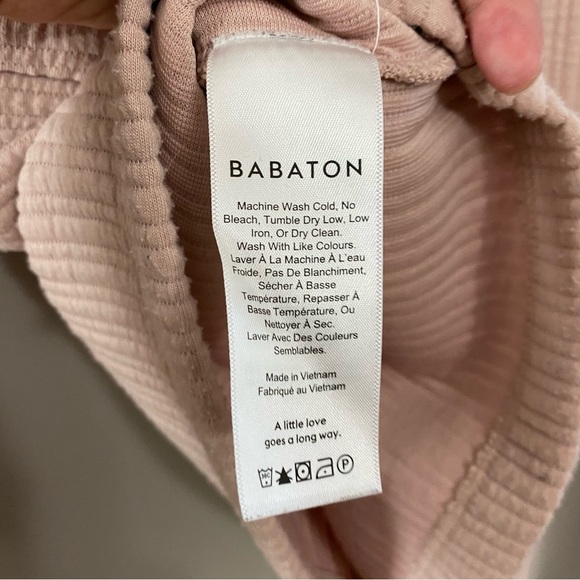 BABATON
Machine Wash Cold, No
Bleach, Tumble Dry Low, Low
Iron, Or Dry Clean.
Wash With Like Colours.
Laver À La Machine À L'eau
Froide, Pas De Blanchiment,
Sécher À Basse
Température, Repasser À
Basse Température, Ou
Nettoyer À Sec.
Laver Avec Des Couleurs
Semblables.
Made in Vietnam
Fabriqué au Vietnam
A little love
goes a long way.
P